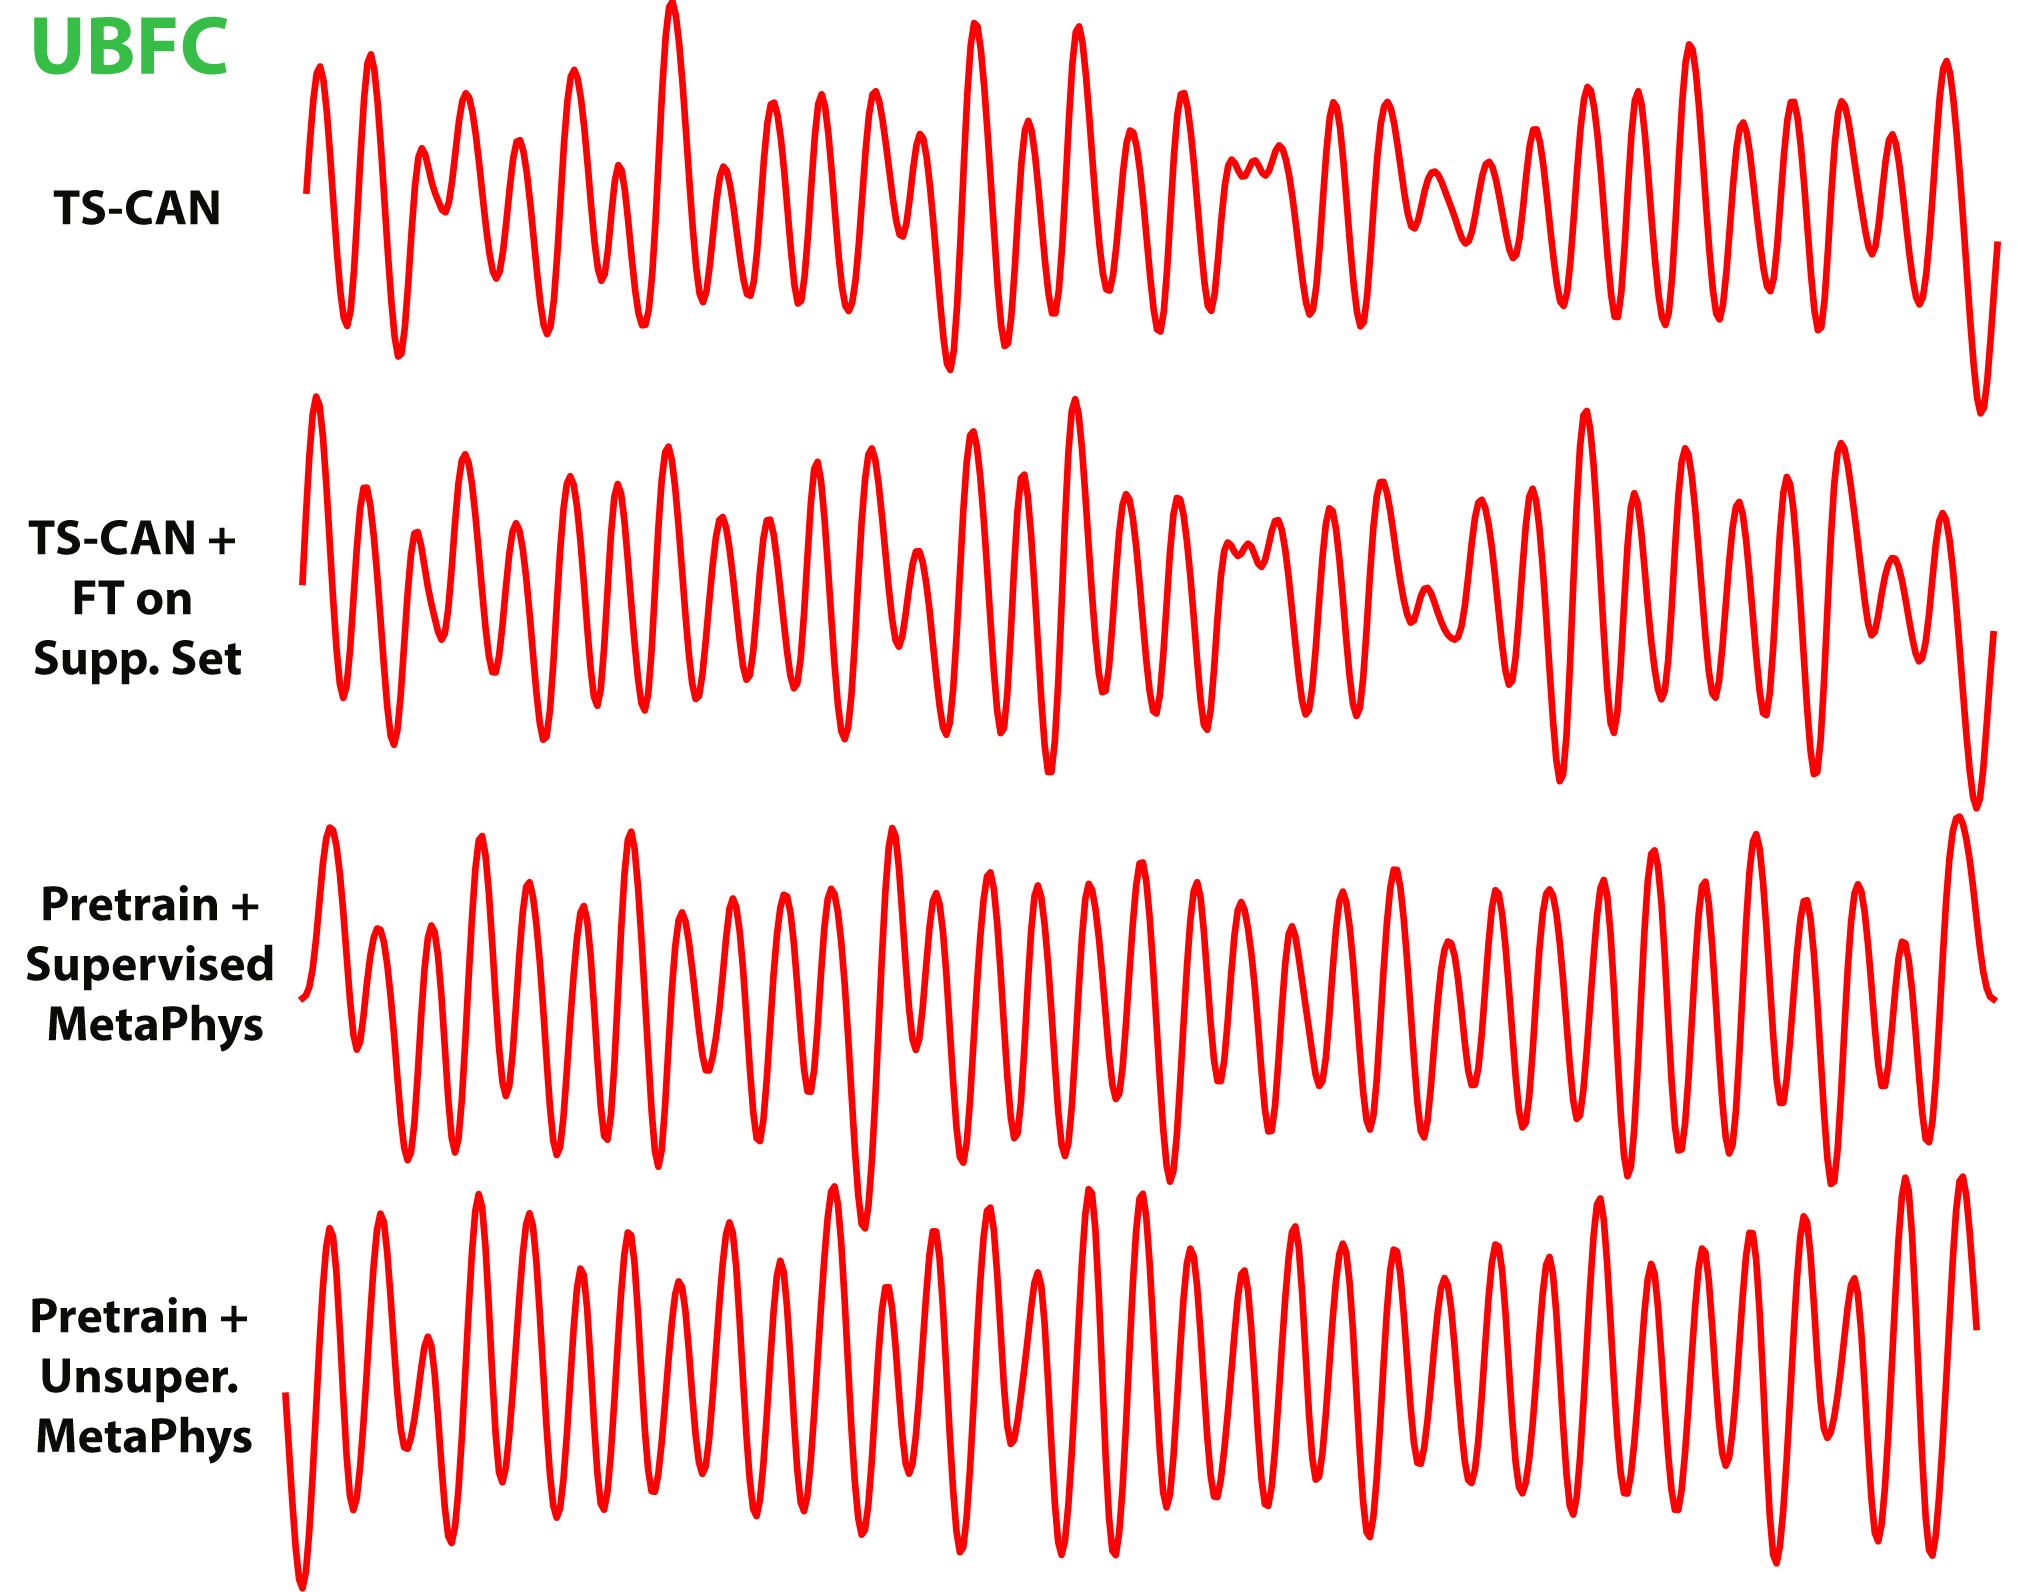 UBFC
TS-CAN
TS-CAN +
FT on
Supp. Set
Pretrain +
Supervised
MetaPhys
Pretrain +
Unsuper.
MetaPhys